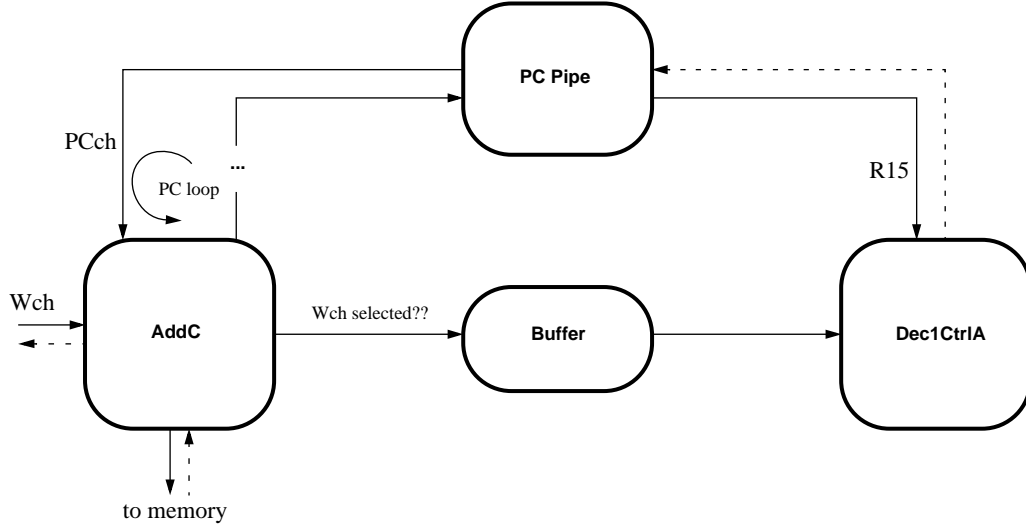 PC Pipe
PCch
...
PC loop
R15
Wch
AddC
Wch selected??
Buffer
Dec1CtrlA
to memory